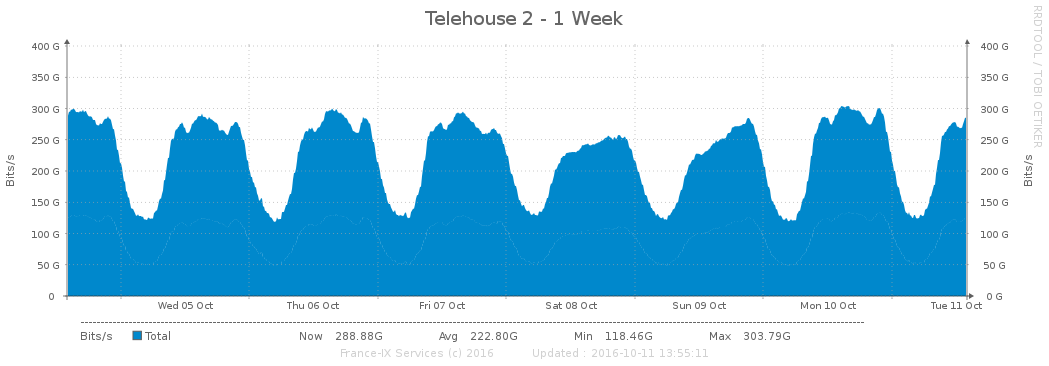 Telehouse 2 - 1 Week
RRDTOOL / TOBI OETIKER
Bits/s
Bits/s
400 G 400 G
350 G 350 G
300 G 300 G
250 G 250 G
200 G 200 G
150 G 150 G
100 G 100 G
50 G 50 G
0 0 G
Wed 05 Oct Thu 06 Oct Fri 07 Oct Sat 08 Oct Sun 09 Oct Mon 10 Oct Tue 11 Oct
Bits/s Total Now 288.88G Avg 222.80G Min 118.46G Max 303.79G
France-IX Services (c) 2016 Updated : 2016-10-11 13:55:11